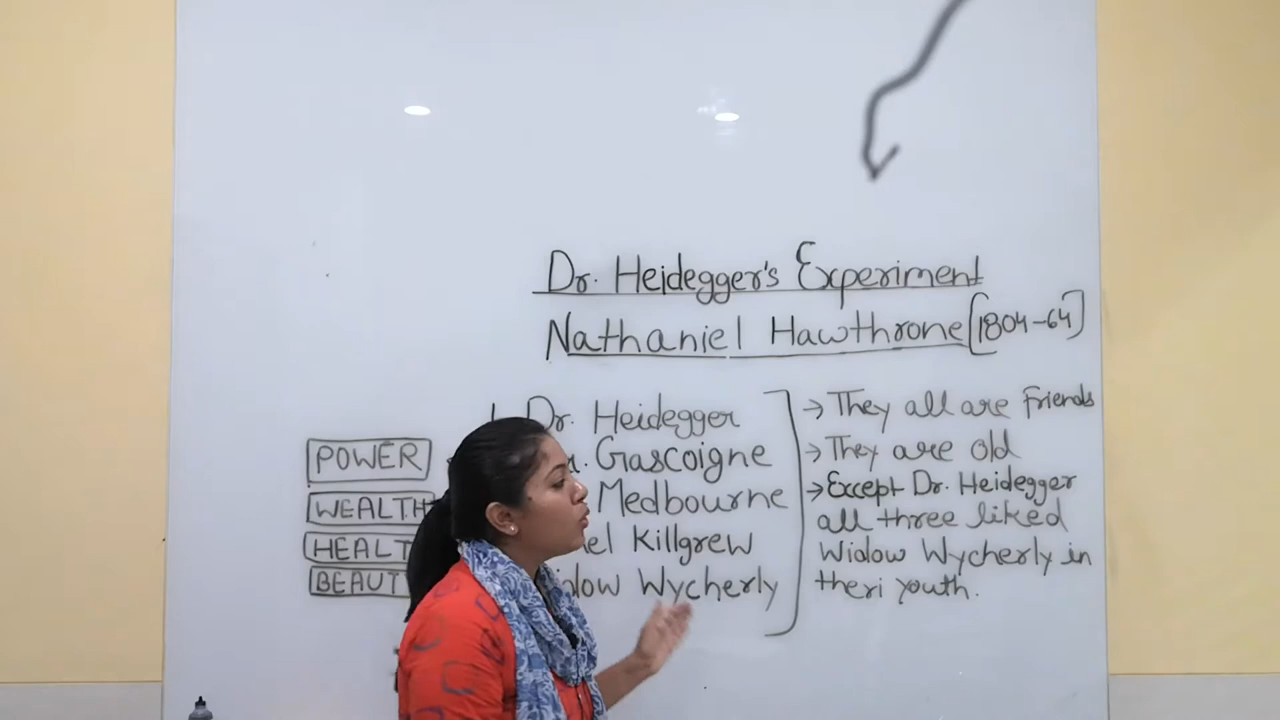 Dr. Heidegger's Experiment
Nathaniel Hawthrone [1804-64]
Dr. Heidegger
Gascoigne
Medbourne
Killgrew
Wycherly
POWER
WEALTH
→ They all are friends
→ They are old
→ Except Dr. Heidegger
all three liked
Widow Wycherly in
theri youth.